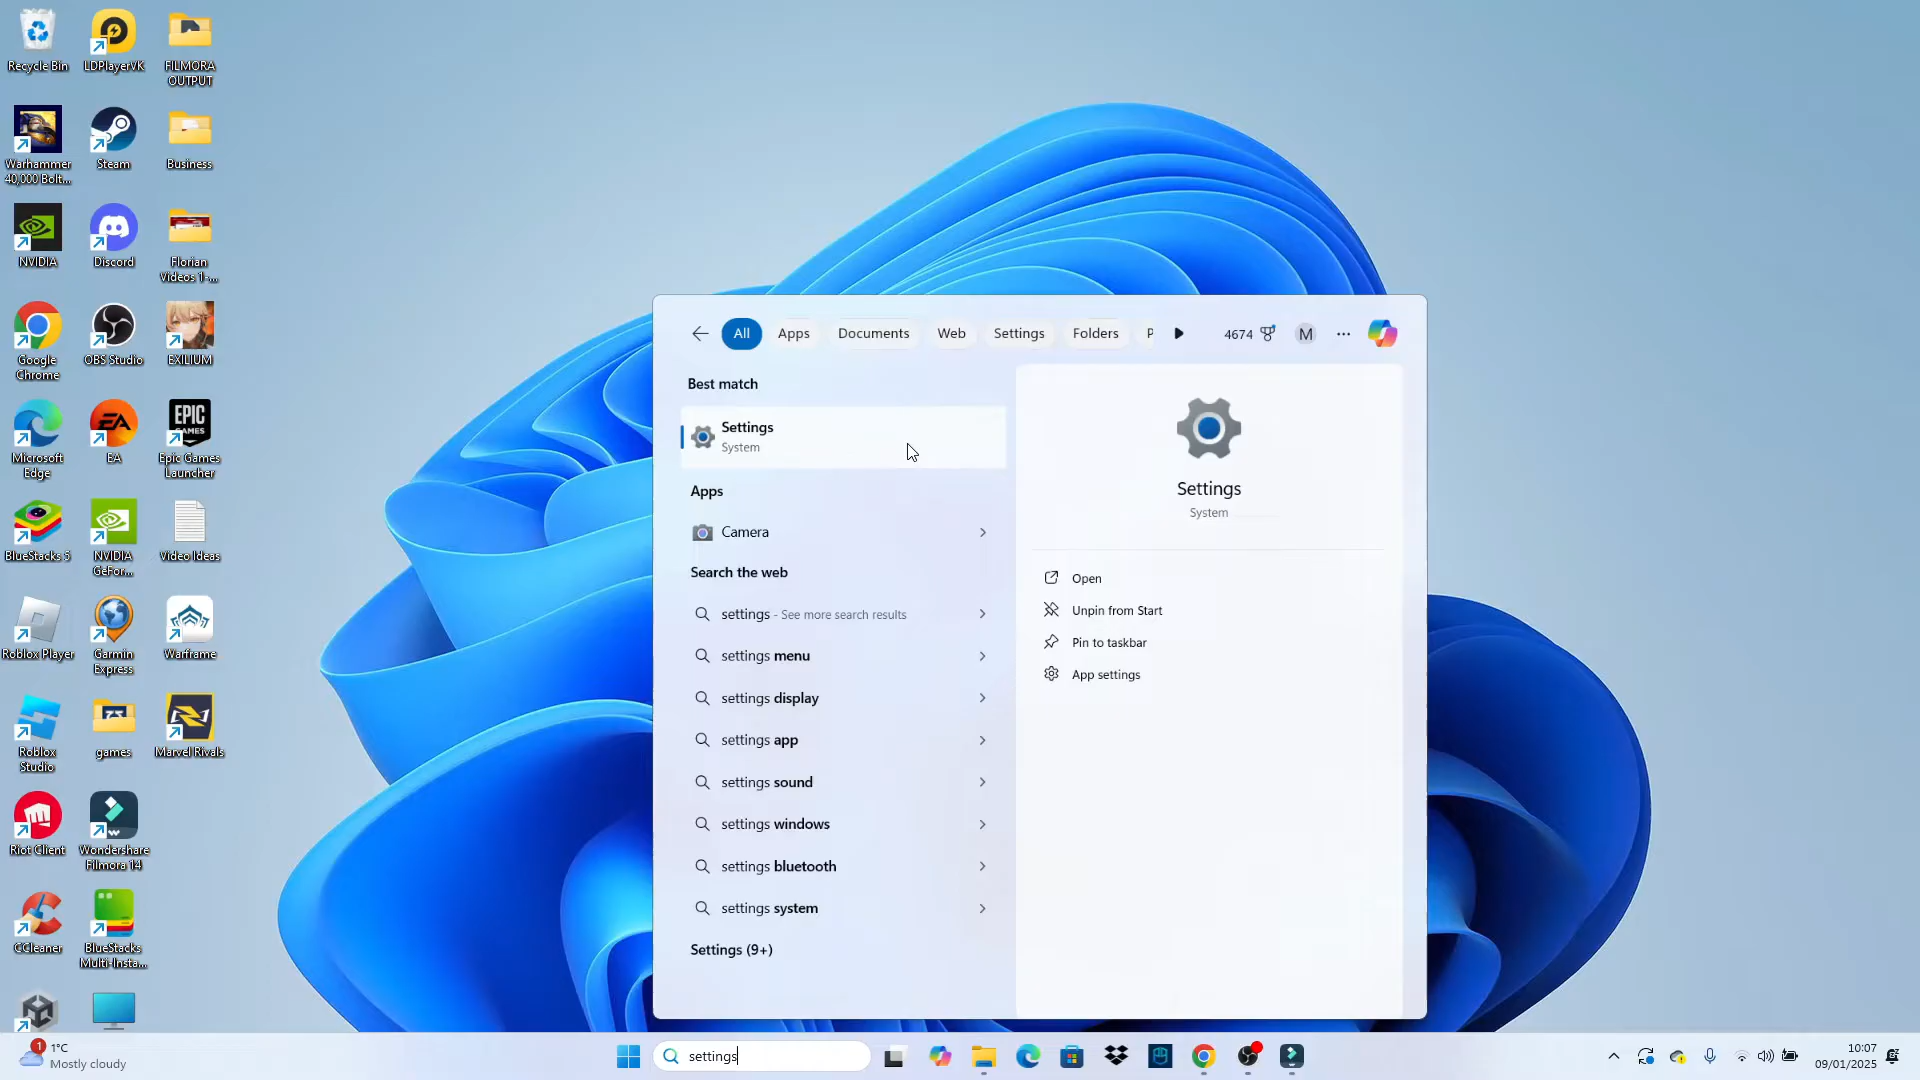 Recycle Bin
LDPlayerVK
FILMORA
OUTPUT
Warhammer
40,000 Bolt...
Steam
Business
NVIDIA
Discord
Florian
Videos 1-...
Google
Chrome
OBS Studio
EXILIUM
Microsoft
Edge
EA
EPIC
GAMES
Epic Games
Launcher
BlueStacks 5
NVIDIA
GeFor...
Video Ideas
Roblox Player
Garmin
Express
Warframe
Roblox
Studio
games
Marvel Rivals
Riot Client
Wondershare
Filmora 14
CCleaner
BlueStacks
Multi-Insta...
All
Apps
Documents
Web
Settings
Folders
P
4674
M
Best match
Settings
System
Apps
Camera
Search the web
settings - See more search results
settings menu
settings display
settings app
settings sound
settings windows
settings bluetooth
settings system
Settings (9+)
Settings
System
Open
Unpin from Start
Pin to taskbar
App settings
1
1°C
Mostly cloudy
settings
10:07
09/01/2025